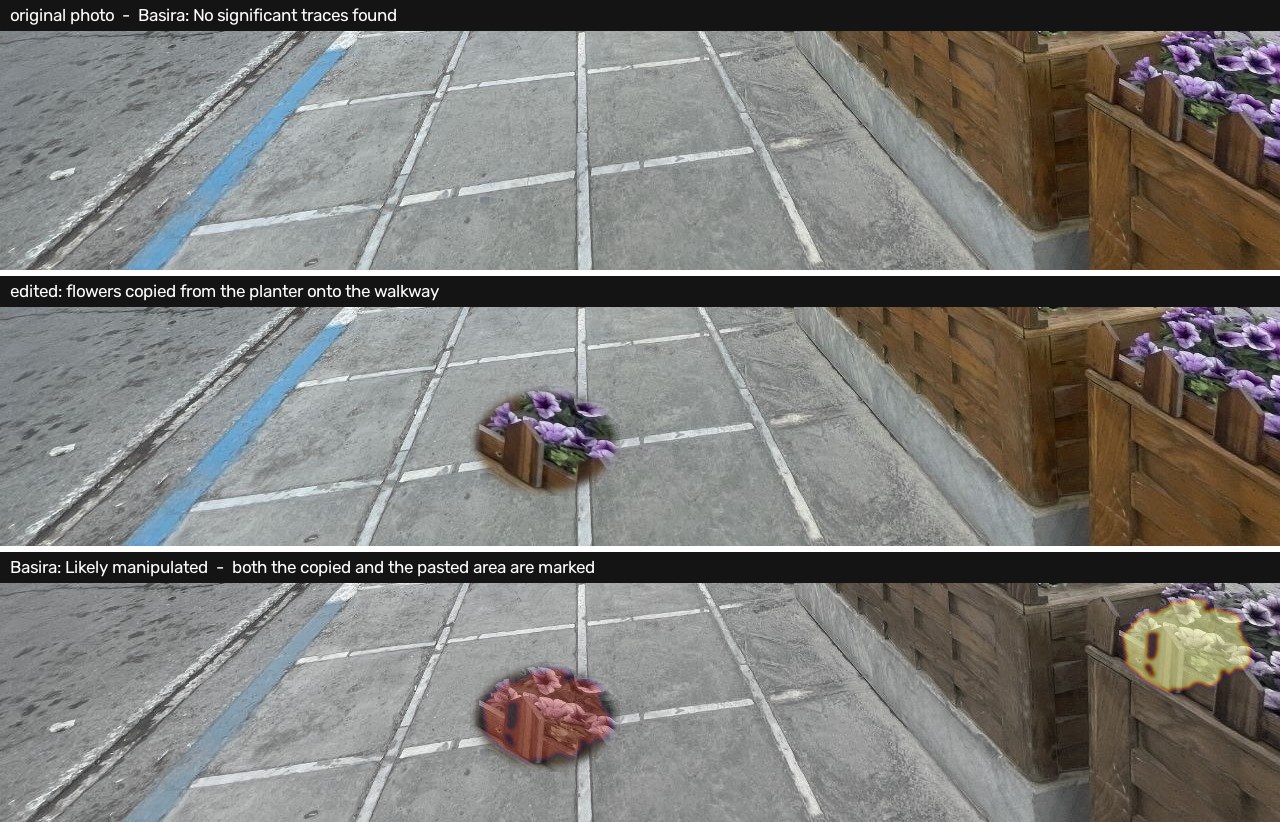 original photo - Basira: No significant traces found
edited: flowers copied from the planter onto the walkway
Basira: Likely manipulated - both the copied and the pasted area are marked